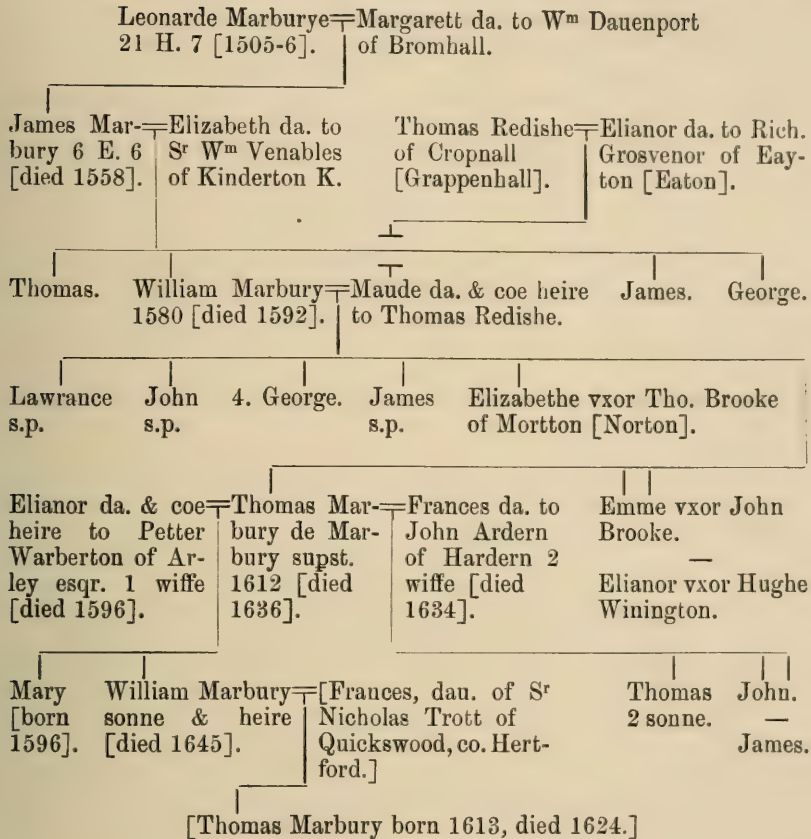 Leonarde Marburye Margarett da. to Wᵐ Dauenport
21 H. 7 [1505-6]. of Bromhall.
James Mar- Elizabeth da. to Thomas Redishe Elianor da. to Rich.
bury 6 E. 6 Sʳ Wᵐ Venables of Cropnall Grosvenor of Eay-
[died 1558]. of Kinderton K. [Grappenhall]. ton [Eaton].
Thomas. William Marbury Maude da. & coe heire James. George.
1580 [died 1592]. to Thomas Redishe.
Lawrance John 4. George. James Elizabethe vxor Tho. Brooke
s.p. s.p. s.p. of Mortton [Norton].
Elianor da. & coe Thomas Mar- Frances da. to Emme vxor John
heire to Petter bury de Mar- John Ardern Brooke.
Warberton of Ar- bury supst. of Hardern 2 —
ley esqr. 1 wiffe 1612 [died wiffe [died Elianor vxor Hughe
[died 1596]. 1636]. 1634]. Winington.
Mary William Marbury [Frances, dau. of Sʳ Thomas John.
[born sonne & heire Nicholas Trott of 2 sonne. —
1596]. [died 1645]. Quickswood, co. Hert- James.
ford.]
[Thomas Marbury born 1613, died 1624.]